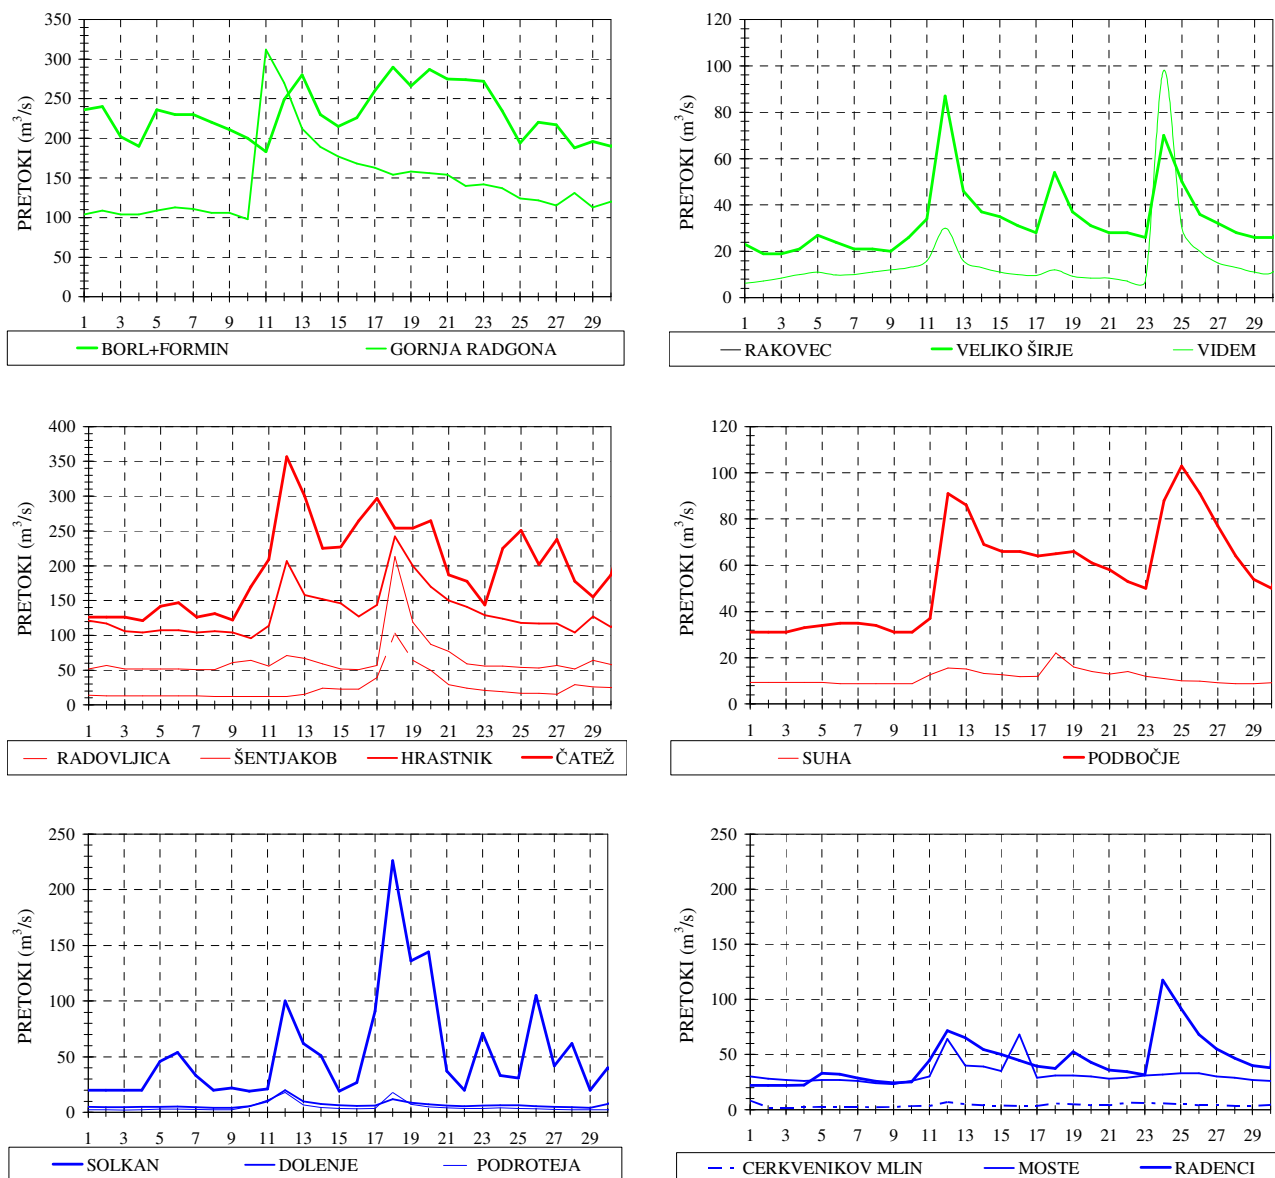 PRETOKI (m³/s)
350
300
250
200
150
100
50
0
1 3 5 7 9 11 13 15 17 19 21 23 25 27 29
BORL+FORMIN GORNJA RADGONA
PRETOKI (m³/s)
120
100
80
60
40
20
0
1 3 5 7 9 11 13 15 17 19 21 23 25 27 29
RAKOVEC VELIKO ŠIRJE VIDEM
PRETOKI (m³/s)
400
350
300
250
200
150
100
50
0
1 3 5 7 9 11 13 15 17 19 21 23 25 27 29
RADOVLJICA ŠENTJAKOB HRASTNIK ČATEŽ
PRETOKI (m³/s)
120
100
80
60
40
20
0
1 3 5 7 9 11 13 15 17 19 21 23 25 27 29
SUHA PODBOČJE
PRETOKI (m³/s)
250
200
150
100
50
0
1 3 5 7 9 11 13 15 17 19 21 23 25 27 29
SOLKAN DOLENJE PODROTEJA
PRETOKI (m³/s)
250
200
150
100
50
0
1 3 5 7 9 11 13 15 17 19 21 23 25 27 29
CERKVENIKOV MLIN MOSTE RADENCI